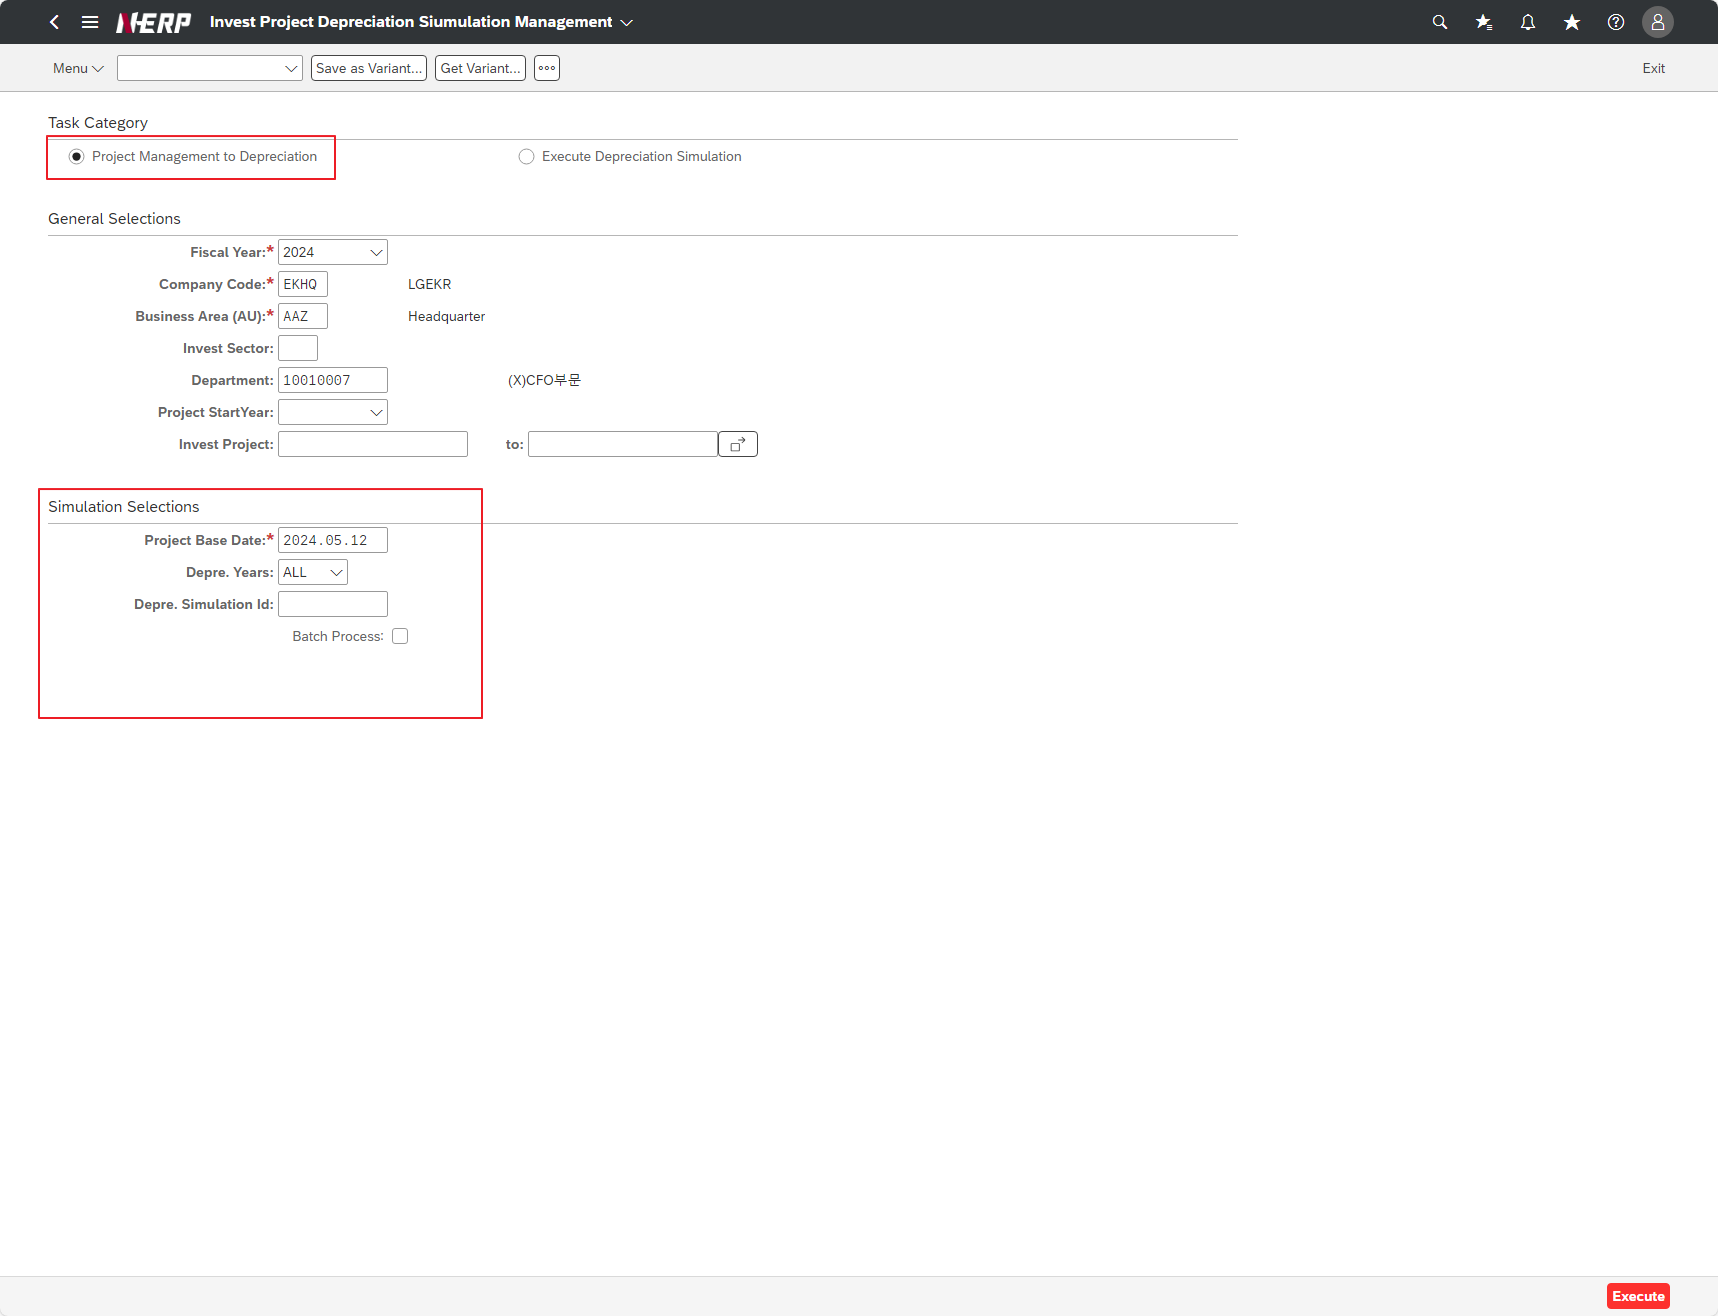 NERP Invest Project Depreciation Siumulation Management
Menu Save as Variant... Get Variant... Exit
Task Category
Project Management to Depreciation Execute Depreciation Simulation
General Selections
Fiscal Year:* 2024
Company Code:* EKHQ LGEKR
Business Area (AU):* AAZ Headquarter
Invest Sector:
Department: 10010007 (X)CFO부문
Project StartYear:
Invest Project: to:
Simulation Selections
Project Base Date:* 2024.05.12
Depre. Years: ALL
Depre. Simulation Id:
Batch Process:
Execute